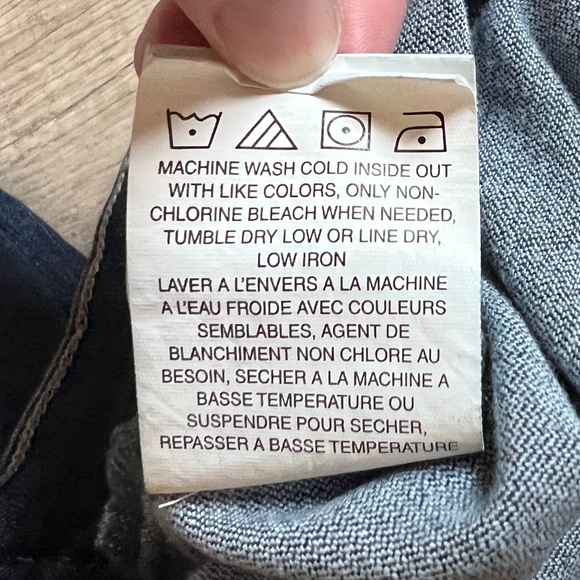 MACHINE WASH COLD INSIDE OUT
WITH LIKE COLORS, ONLY NON-
CHLORINE BLEACH WHEN NEEDED,
TUMBLE DRY LOW OR LINE DRY,
LOW IRON
LAVER A L'ENVERS A LA MACHINE
A L'EAU FROIDE AVEC COULEURS
SEMBLABLES, AGENT DE
BLANCHIMENT NON CHLORE AU
BESOIN, SECHER A LA MACHINE A
BASSE TEMPERATURE OU
SUSPENDRE POUR SECHER,
REPASSER A BASSE TEMPERATURE